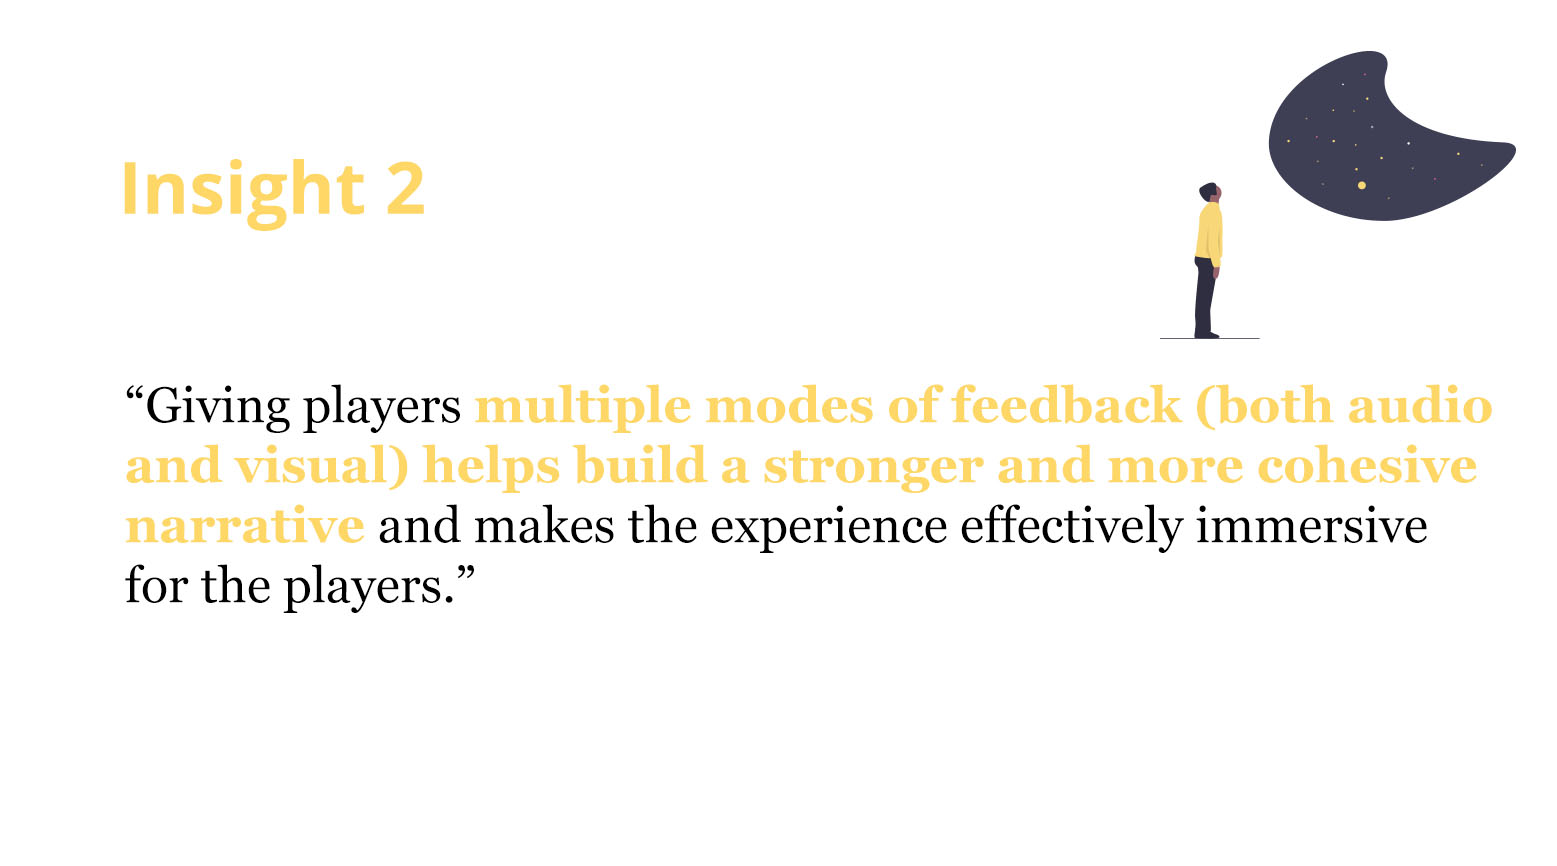 Insight 2
“Giving players multiple modes of feedback (both audio
and visual) helps build a stronger and more cohesive
narrative and makes the experience effectively immersive
for the players.”